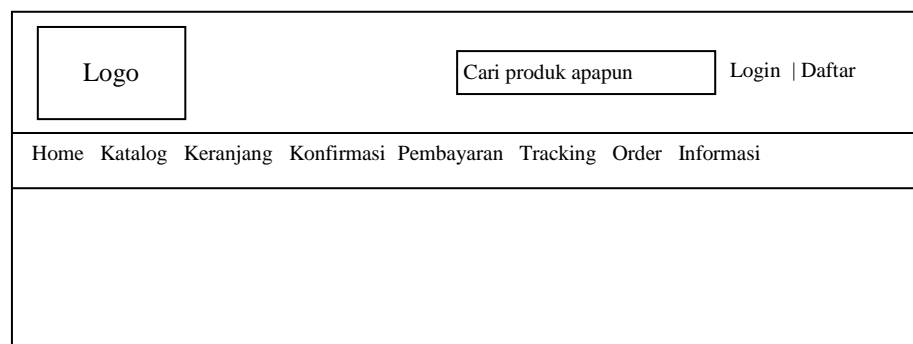 Logo
Cari produk apapun
Login | Daftar
Home Katalog Keranjang Konfirmasi Pembayaran Tracking Order Informasi